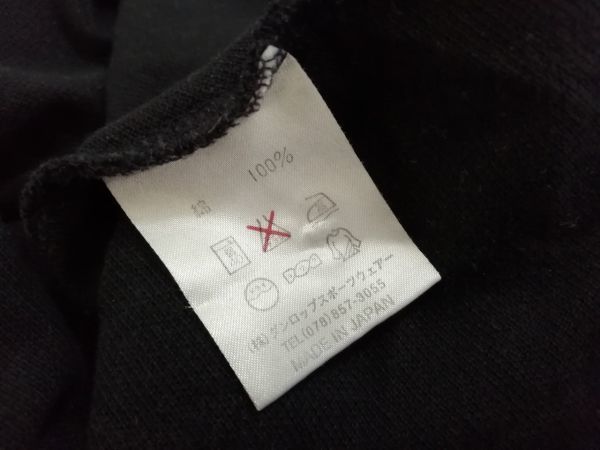 綿 100%
(株)ダンロップスポーツウェアー
TEL(078)857-3055
MADE IN JAPAN